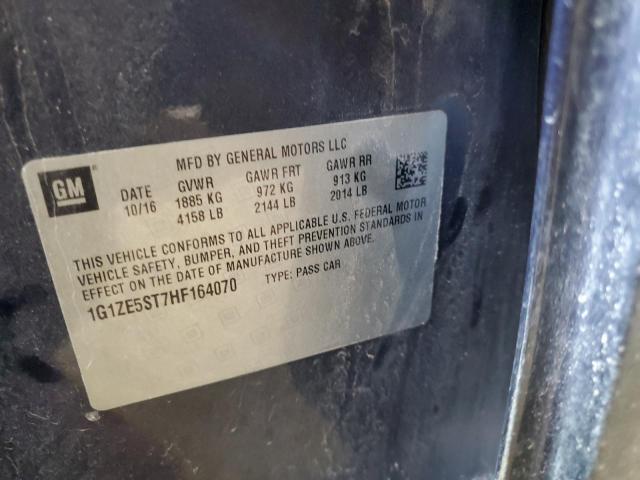 MFD BY GENERAL MOTORS LLC
GM
DATE GVWR GAWR FRT GAWR RR
10/16 1885 KG 972 KG 913 KG
4158 LB 2144 LB 2014 LB
THIS VEHICLE CONFORMS TO ALL APPLICABLE U.S. FEDERAL MOTOR
VEHICLE SAFETY, BUMPER, AND THEFT PREVENTION STANDARDS IN
EFFECT ON THE DATE OF MANUFACTURE SHOWN ABOVE.
1G1ZE5ST7HF164070 TYPE: PASS CAR